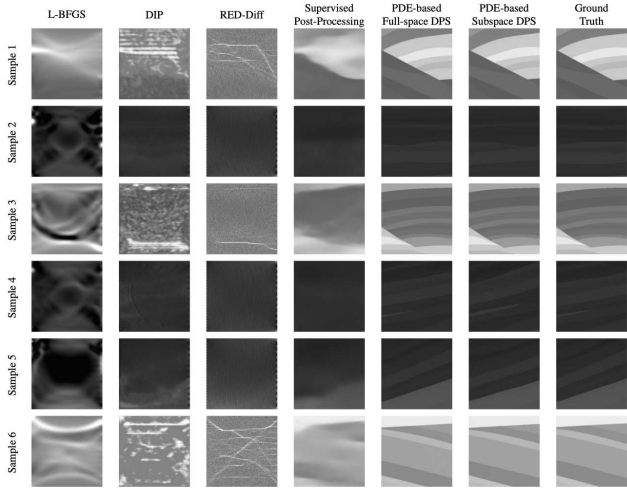 L-BFGS
DIP
RED-Diff
Supervised
Post-Processing
PDE-based
Full-space DPS
PDE-based
Subspace DPS
Ground
Truth
Sample 1
Sample 2
Sample 3
Sample 4
Sample 5
Sample 6